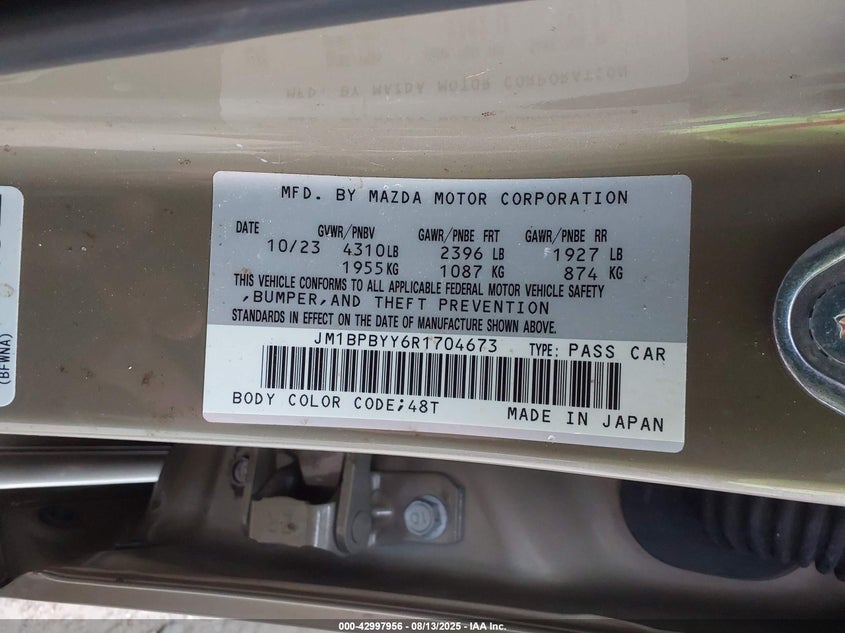 MFD. BY MAZDA MOTOR CORPORATION
DATE GVWR/PNBV GAWR/PNBE FRT GAWR/PNBE RR
10/23 4310LB 2396 LB 1927 LB
1955KG 1087 KG 874 KG
THIS VEHICLE CONFORMS TO ALL APPLICABLE FEDERAL MOTOR VEHICLE SAFETY
,BUMPER,AND THEFT PREVENTION
STANDARDS IN EFFECT ON THE DATE OF MANUFACTURE SHOWN ABOVE.
JM1BPBYY6R1704673 TYPE: PASS CAR
BODY COLOR CODE;48T MADE IN JAPAN
(BFWNA)
10
000-42997956 - 08/13/2025 - IAA Inc.